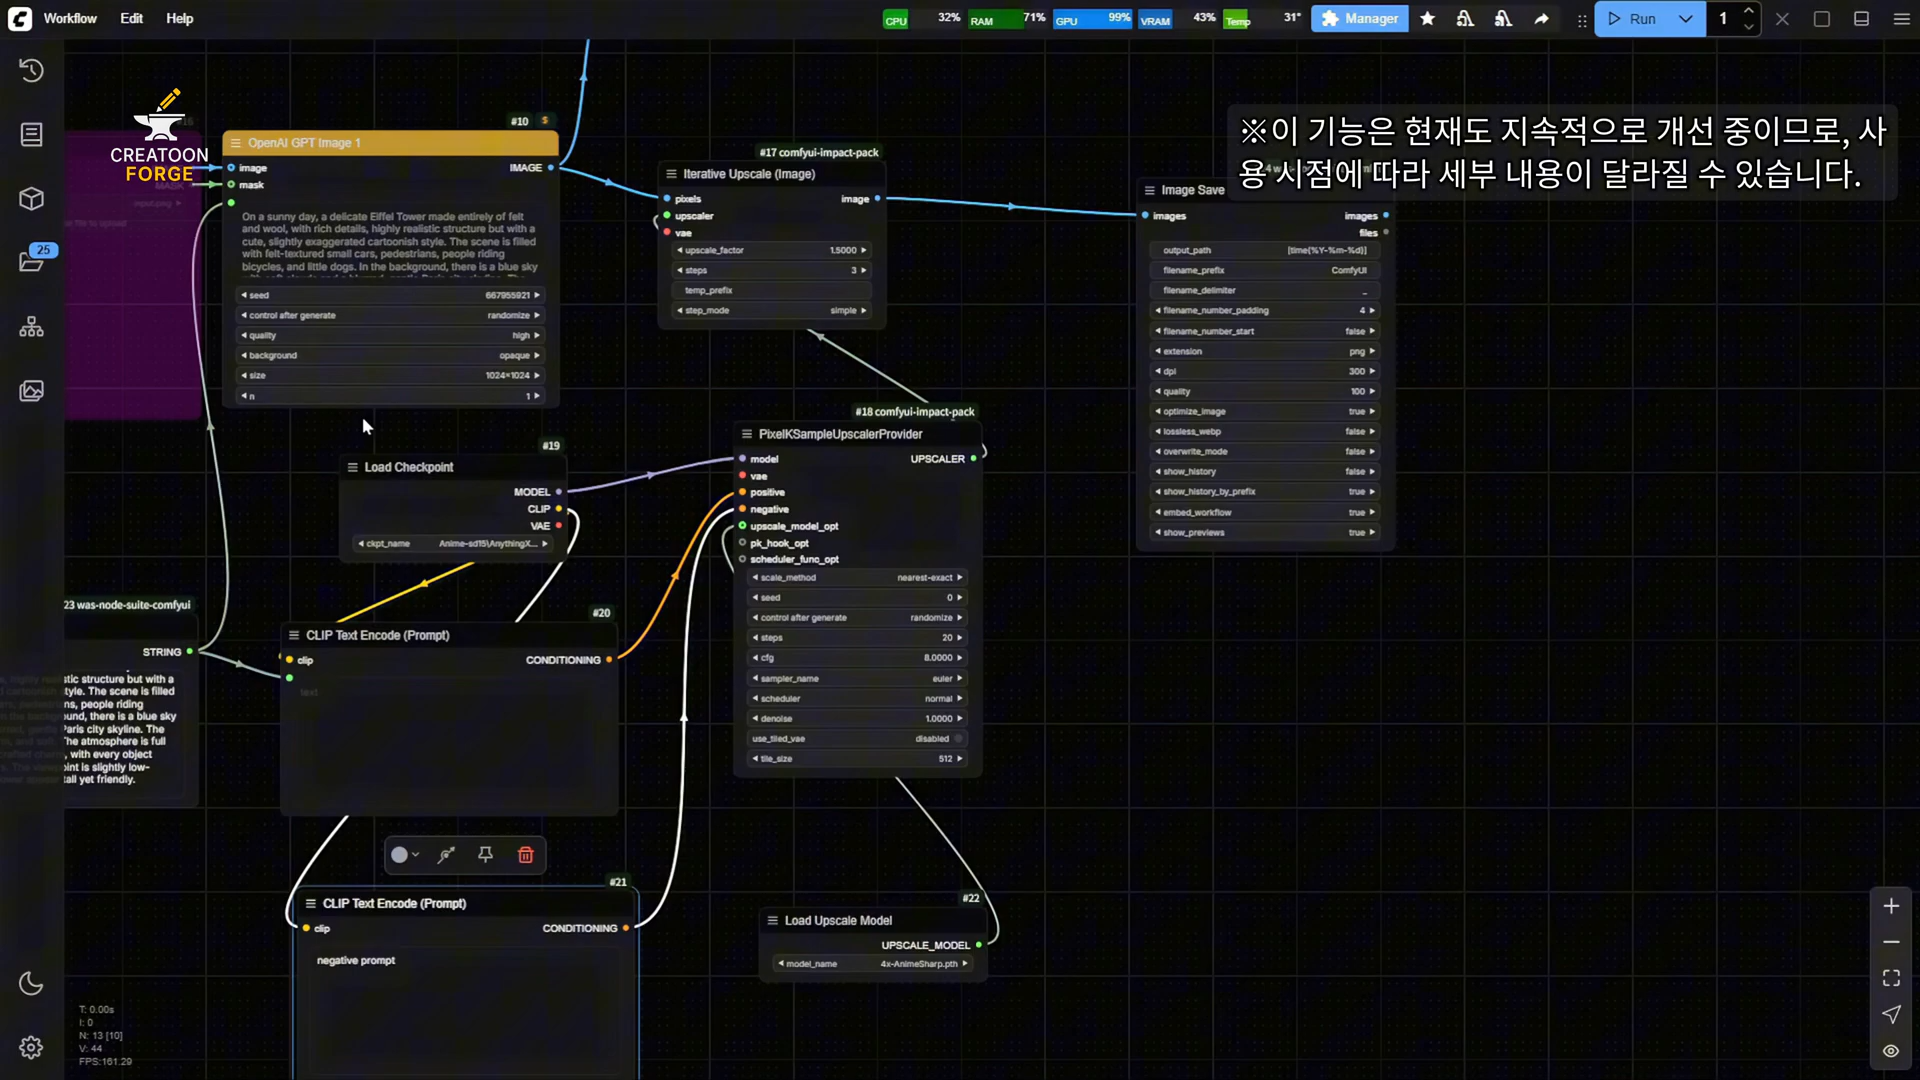 Workflow
Edit
Help
CPU 32%
RAM 71%
GPU 99%
VRAM 43%
Temp 31°
Manager
Run
1
CREATOON
FORGE
25
※이 기능은 현재도 지속적으로 개선 중이므로, 사
용 시점에 따라 세부 내용이 달라질 수 있습니다.
#10
OpenAI GPT Image 1
image
IMAGE
mask
On a sunny day, a delicate Eiffel Tower made entirely of felt
and wool, with rich details, highly realistic structure but with a
cute, slightly exaggerated cartoonish style. The scene is filled
with felt-textured small cars, pedestrians, people riding
bicycles, and little dogs. In the background, there is a blue sky
seed 667955921
control after generate randomize
quality high
background opaque
size 1024×1024
n 1
#17 comfyui-impact-pack
Iterative Upscale (Image)
pixels
image
upscaler
vae
upscale_factor 1.5000
steps 3
temp_prefix
step_mode simple
Image Save
images
images
files
output_path [time(%Y-%m-%d)]
filename_prefix ComfyUI
filename_delimiter _
filename_number_padding 4
filename_number_start false
extension png
dpi 300
quality 100
optimize_image true
lossless_webp false
overwrite_mode false
show_history false
show_history_by_prefix true
embed_workflow true
show_previews true
#19
Load Checkpoint
MODEL
CLIP
VAE
ckpt_name Anime-sd15\AnythingX...
#18 comfyui-impact-pack
PixelKSampleUpscalerProvider
model
UPSCALER
vae
positive
negative
upscale_model_opt
pk_hook_opt
scheduler_func_opt
scale_method nearest-exact
seed 0
control after generate randomize
steps 20
cfg 8.0000
sampler_name euler
scheduler normal
denoise 1.0000
use_tiled_vae disabled
tile_size 512
23 was-node-suite-comfyui
STRING
stic structure but with a
style. The scene is filled
people riding
ound, there is a blue sky
Paris city skyline. The
The atmosphere is full
, with every object
int is slightly low-
tall yet friendly.
#20
CLIP Text Encode (Prompt)
clip
CONDITIONING
text
#21
CLIP Text Encode (Prompt)
clip
CONDITIONING
negative prompt
#22
Load Upscale Model
UPSCALE_MODEL
model_name 4x-AnimeSharp.pth
T: 0.00s
I: 0
N: 13 [10]
V: 44
FPS:161.29